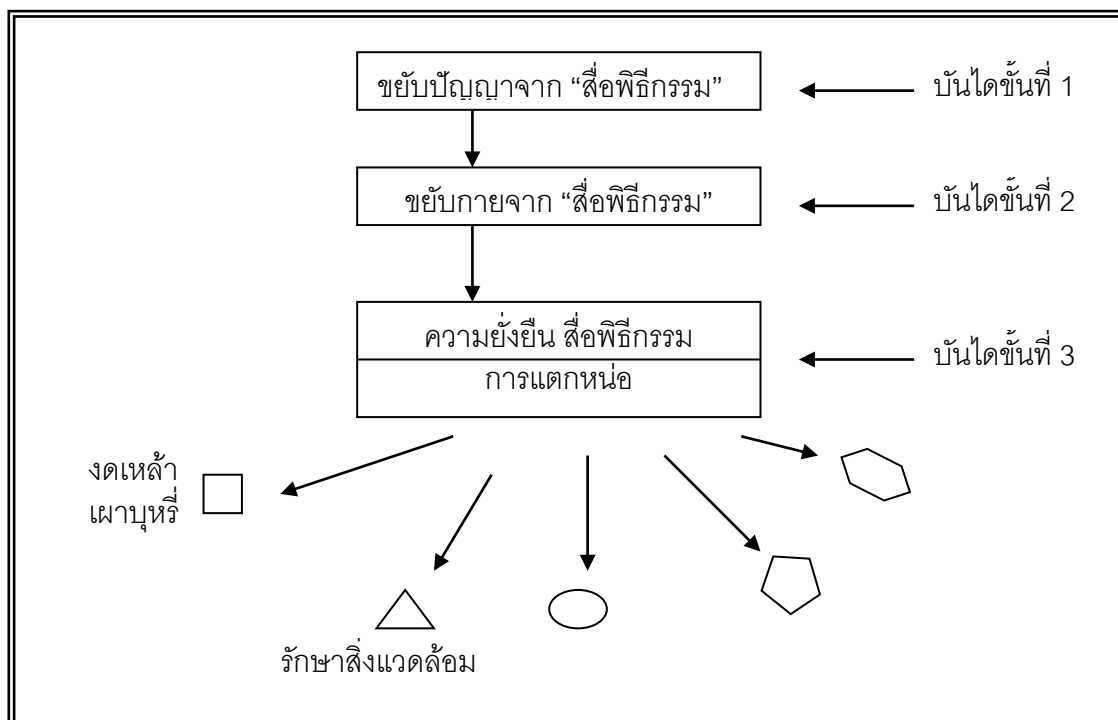 ขยับปัญญาจาก “สื่อพิธีกรรม”
บันไดขั้นที่ 1
ขยับกายจาก “สื่อพิธีกรรม”
บันไดขั้นที่ 2
ความยั่งยืน สื่อพิธีกรรม
บันไดขั้นที่ 3
การแตกหน่อ
งดเหล้า
เผาบุหรี่
รักษาสิ่งแวดล้อม